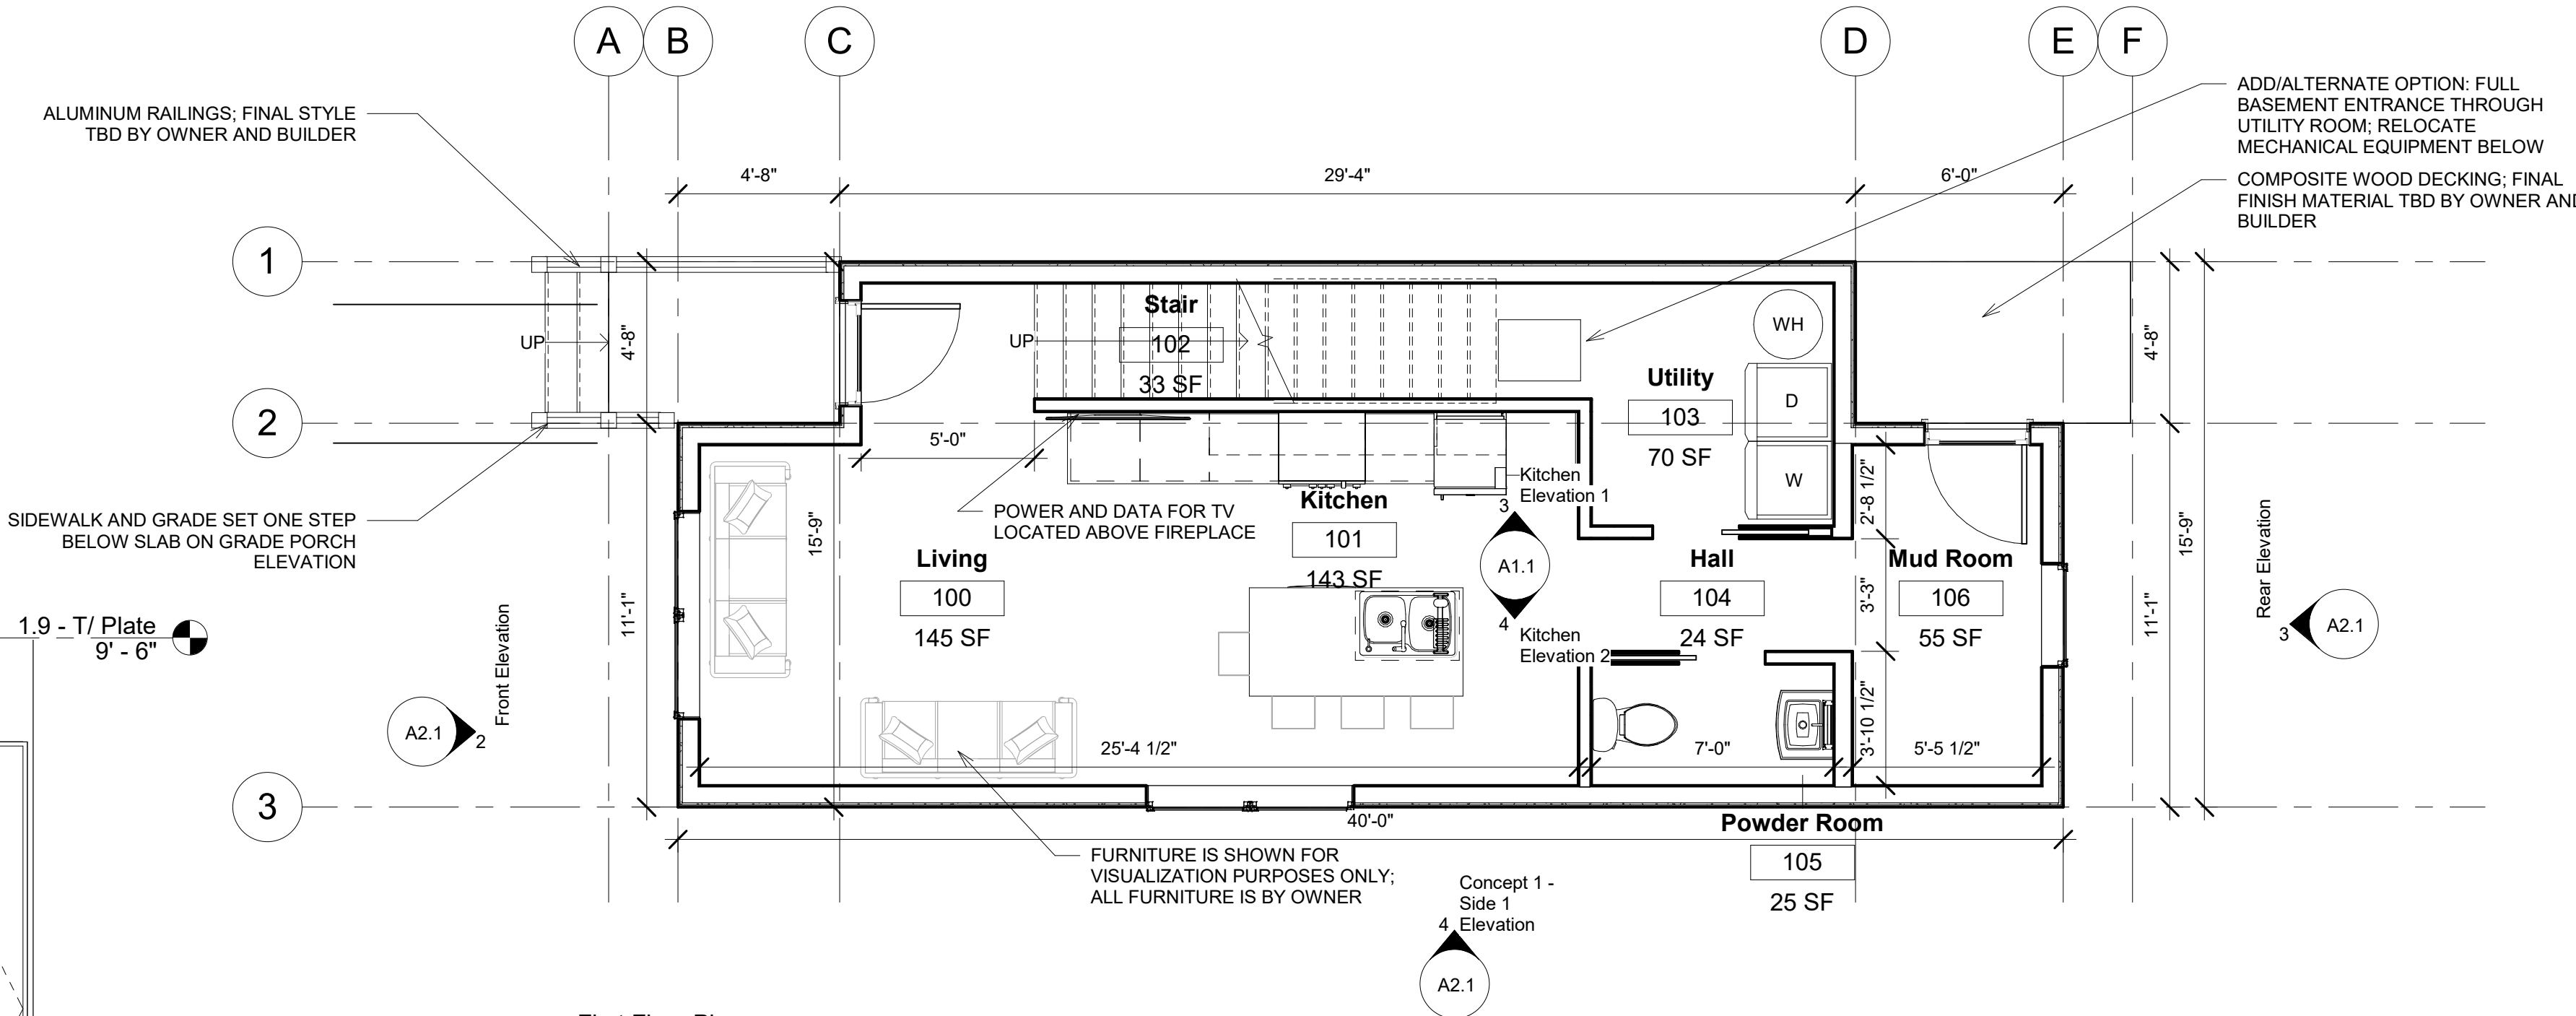 A
B
C
D
E
F
ALUMINUM RAILINGS; FINAL STYLE
TBD BY OWNER AND BUILDER
ADD/ALTERNATE OPTION: FULL
BASEMENT ENTRANCE THROUGH
UTILITY ROOM; RELOCATE
MECHANICAL EQUIPMENT BELOW
COMPOSITE WOOD DECKING; FINAL
FINISH MATERIAL TBD BY OWNER AND
BUILDER
4'-8"
29'-4"
6'-0"
1
2
3
UP
4'-8"
UP
Stair
102
33 SF
WH
D
W
Utility
103
70 SF
4'-8"
5'-0"
POWER AND DATA FOR TV
LOCATED ABOVE FIREPLACE
Kitchen
101
143 SF
Kitchen
Elevation 1
3
A1.1
4
Kitchen
Elevation 2
SIDEWALK AND GRADE SET ONE STEP
BELOW SLAB ON GRADE PORCH
ELEVATION
15'-9"
11'-1"
Living
100
145 SF
Hall
104
24 SF
2'-8 1/2"
3'-3"
3'-10 1/2"
Mud Room
106
55 SF
11'-1"
15'-9"
Rear Elevation
3
A2.1
1.9 - T/ Plate
9' - 6"
Front Elevation
A2.1
2
25'-4 1/2"
7'-0"
5'-5 1/2"
40'-0"
Powder Room
105
25 SF
FURNITURE IS SHOWN FOR
VISUALIZATION PURPOSES ONLY;
ALL FURNITURE IS BY OWNER
Concept 1 -
Side 1
Elevation
4
A2.1